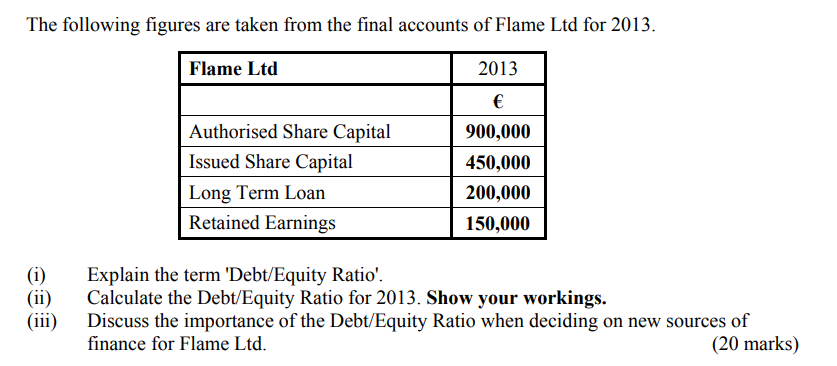 The following figures are taken from the final accounts of Flame Ltd for 2013.
Flame Ltd 2013
€
Authorised Share Capital 900,000
Issued Share Capital 450,000
Long Term Loan 200,000
Retained Earnings 150,000
(i) Explain the term 'Debt/Equity Ratio'.
(ii) Calculate the Debt/Equity Ratio for 2013. Show your workings.
(iii) Discuss the importance of the Debt/Equity Ratio when deciding on new sources of
finance for Flame Ltd. (20 marks)